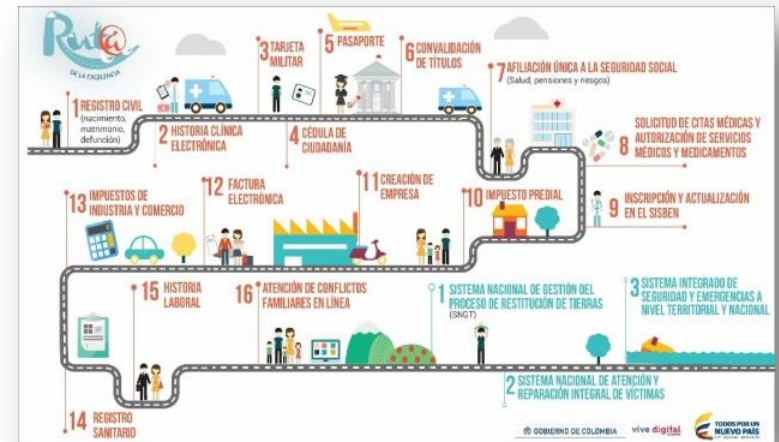 Ruta
DE LA EXCELENCIA
1 REGISTRO CIVIL
(nacimiento,
matrimonio,
defunción)
2 HISTORIA CLÍNICA
ELECTRÓNICA
3 TARJETA
MILITAR
4 CÉDULA DE
CIUDADANÍA
5 PASAPORTE
6 CONVALIDACIÓN
DE TÍTULOS
7 AFILIACIÓN ÚNICA A LA SEGURIDAD SOCIAL
(Salud, pensiones y riesgos)
8 SOLICITUD DE CITAS MÉDICAS Y
AUTORIZACIÓN DE SERVICIOS
MÉDICOS Y MEDICAMENTOS
9 INSCRIPCIÓN Y ACTUALIZACIÓN
EN EL SISBEN
10 IMPUESTO PREDIAL
11 CREACIÓN DE
EMPRESA
12 FACTURA
ELECTRÓNICA
13 IMPUESTOS DE
INDUSTRIA Y COMERCIO
14 REGISTRO
SANITARIO
15 HISTORIA
LABORAL
16 ATENCIÓN DE CONFLICTOS
FAMILIARES EN LÍNEA
1 SISTEMA NACIONAL DE GESTIÓN DEL
PROCESO DE RESTITUCIÓN DE TIERRAS
(SNGT)
2 SISTEMA NACIONAL DE ATENCIÓN Y
REPARACIÓN INTEGRAL DE VÍCTIMAS
3 SISTEMA INTEGRADO DE
SEGURIDAD Y EMERGENCIAS A
NIVEL TERRITORIAL Y NACIONAL
GOBIERNO DE COLOMBIA
vive digital
TODOS POR UN
NUEVO PAÍS